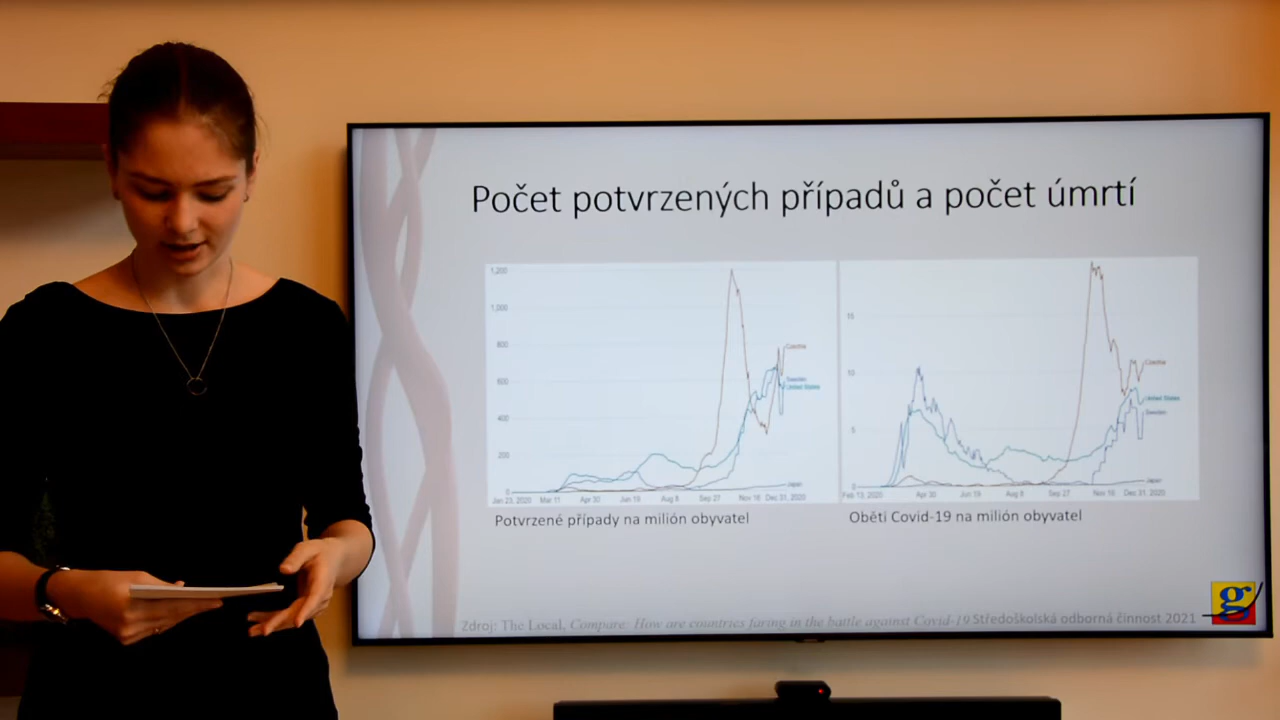 Počet potvrzených případů a počet úmrtí
1,200
1,000
800
600
400
200
0
Czechia
Sweden
United States
Japan
Jan 23, 2020 Mar 11 Apr 30 Jun 19 Aug 8 Sep 27 Nov 16 Dec 31, 2020
15
10
5
0
Czechia
United States
Sweden
Japan
Feb 13, 2020 Apr 30 Jun 19 Aug 8 Sep 27 Nov 16 Dec 31, 2020
Potvrzené případy na milión obyvatel
Oběti Covid-19 na milión obyvatel
Zdroj: The Local, Compare: How are countries faring in the battle against Covid-19 Středoškolská odborná činnost 2021
g